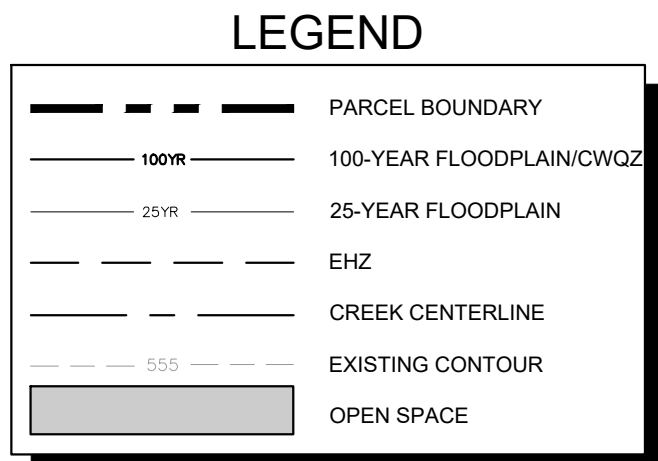 LEGEND
PARCEL BOUNDARY
100YR 100-YEAR FLOODPLAIN/CWQZ
25YR 25-YEAR FLOODPLAIN
EHZ
CREEK CENTERLINE
555 EXISTING CONTOUR
OPEN SPACE